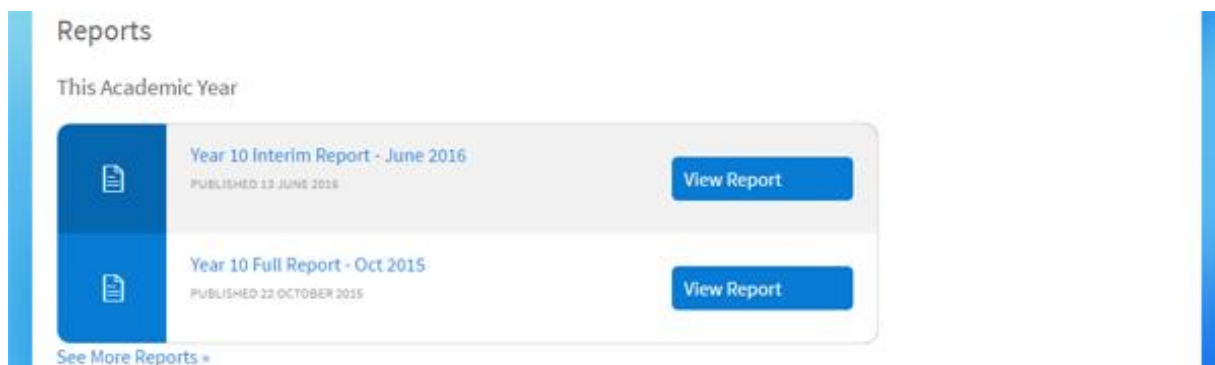 Reports
This Academic Year
Year 10 Interim Report - June 2016
PUBLISHED 13 JUNE 2016
View Report
Year 10 Full Report - Oct 2015
PUBLISHED 22 OCTOBER 2015
View Report
See More Reports »